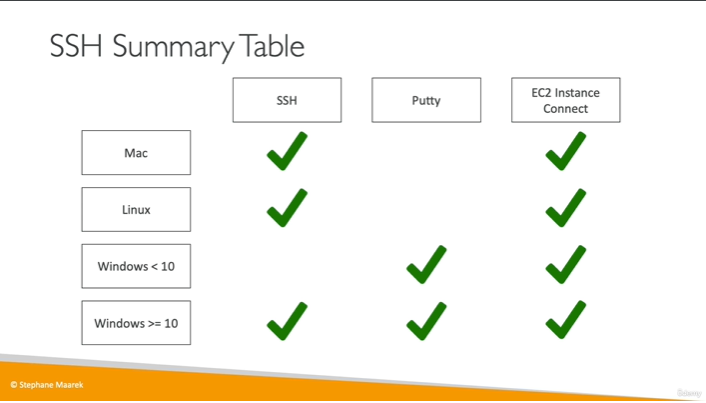 SSH Summary Table
SSH
Putty
EC2 Instance
Connect
Mac
Linux
Windows < 10
Windows >= 10
© Stephane Maarek